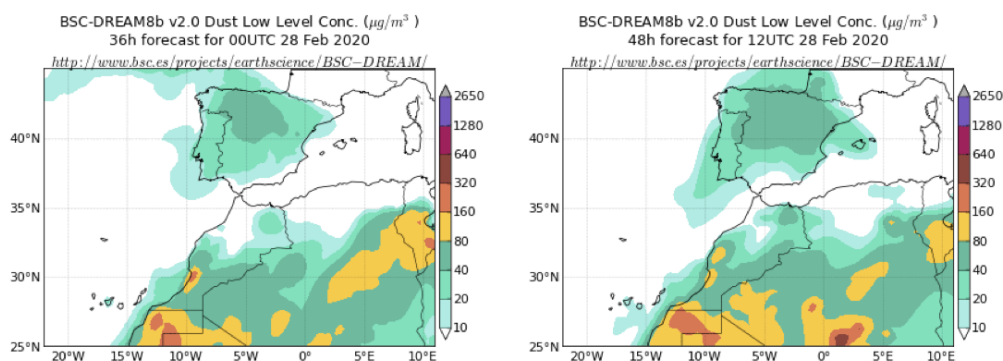 BSC-DREAM8b v2.0 Dust Low Level Conc. (μg/m³ )
36h forecast for 00UTC 28 Feb 2020
http://www.bsc.es/projects/earthscience/BSC−DREAM/
2650
1280
640
320
160
80
40
20
10
40°N
35°N
30°N
25°N
20°W
15°W
10°W
5°W
0°
5°E
10°E
BSC-DREAM8b v2.0 Dust Low Level Conc. (μg/m³ )
48h forecast for 12UTC 28 Feb 2020
http://www.bsc.es/projects/earthscience/BSC−DREAM/
2650
1280
640
320
160
80
40
20
10
40°N
35°N
30°N
25°N
20°W
15°W
10°W
5°W
0°
5°E
10°E